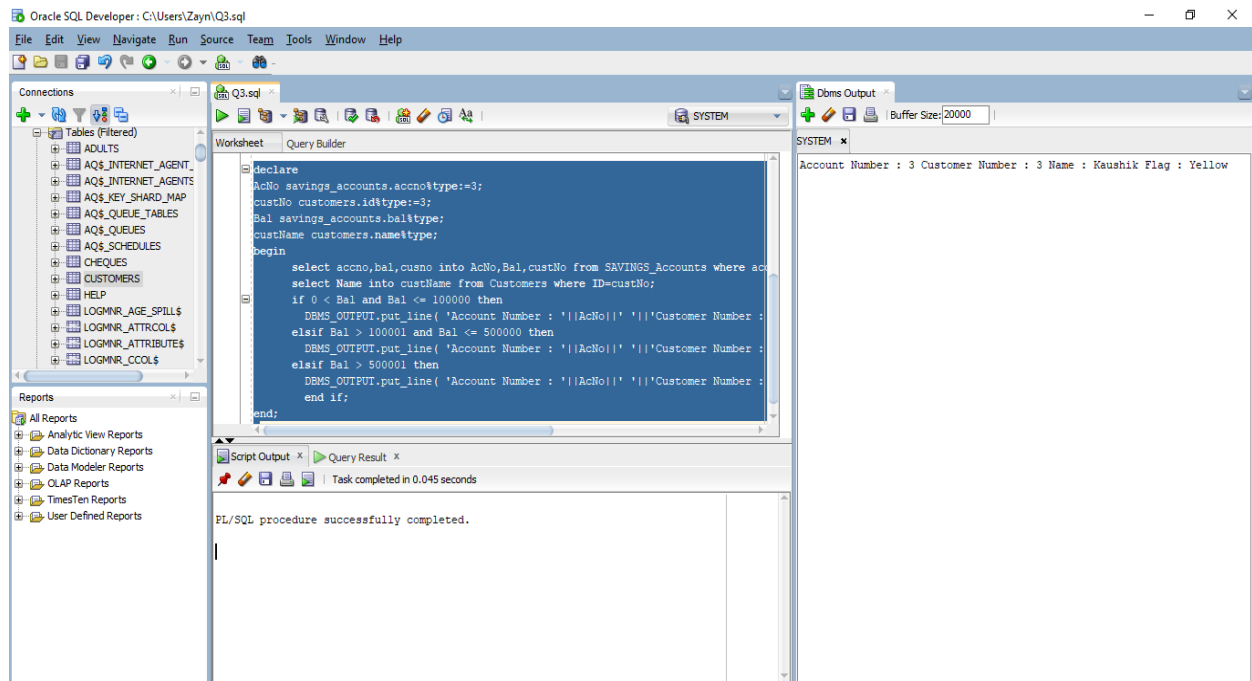 Oracle SQL Developer : C:\Users\Zayn\Q3.sql
File Edit View Navigate Run Source Team Tools Window Help
Connections
Tables (Filtered)
ADULTS
AQ$_INTERNET_AGENT_
AQ$_INTERNET_AGENTS
AQ$_KEY_SHARD_MAP
AQ$_QUEUE_TABLES
AQ$_QUEUES
AQ$_SCHEDULES
CHEQUES
CUSTOMERS
HELP
LOGMNR_AGE_SPILL$
LOGMNR_ATTRCOL$
LOGMNR_ATTRIBUTE$
LOGMNR_CCOL$
Reports
All Reports
Analytic View Reports
Data Dictionary Reports
Data Modeler Reports
OLAP Reports
TimesTen Reports
User Defined Reports
Q3.sql
SYSTEM
Worksheet Query Builder
declare
AcNo savings_accounts.accno%type:=3;
custNo customers.id%type:=3;
Bal savings_accounts.bal%type;
custName customers.name%type;
begin
select accno,bal,cusno into AcNo,Bal,custNo from SAVINGS_Accounts where acc
select Name into custName from Customers where ID=custNo;
if 0 < Bal and Bal <= 100000 then
DBMS_OUTPUT.put_line( 'Account Number : '||AcNo||' '||'Customer Number :
elsif Bal > 100001 and Bal <= 500000 then
DBMS_OUTPUT.put_line( 'Account Number : '||AcNo||' '||'Customer Number :
elsif Bal > 500001 then
DBMS_OUTPUT.put_line( 'Account Number : '||AcNo||' '||'Customer Number :
end if;
end;
Script Output Query Result
Task completed in 0.045 seconds
PL/SQL procedure successfully completed.
Dbms Output
Buffer Size: 20000
SYSTEM
Account Number : 3 Customer Number : 3 Name : Kaushik Flag : Yellow